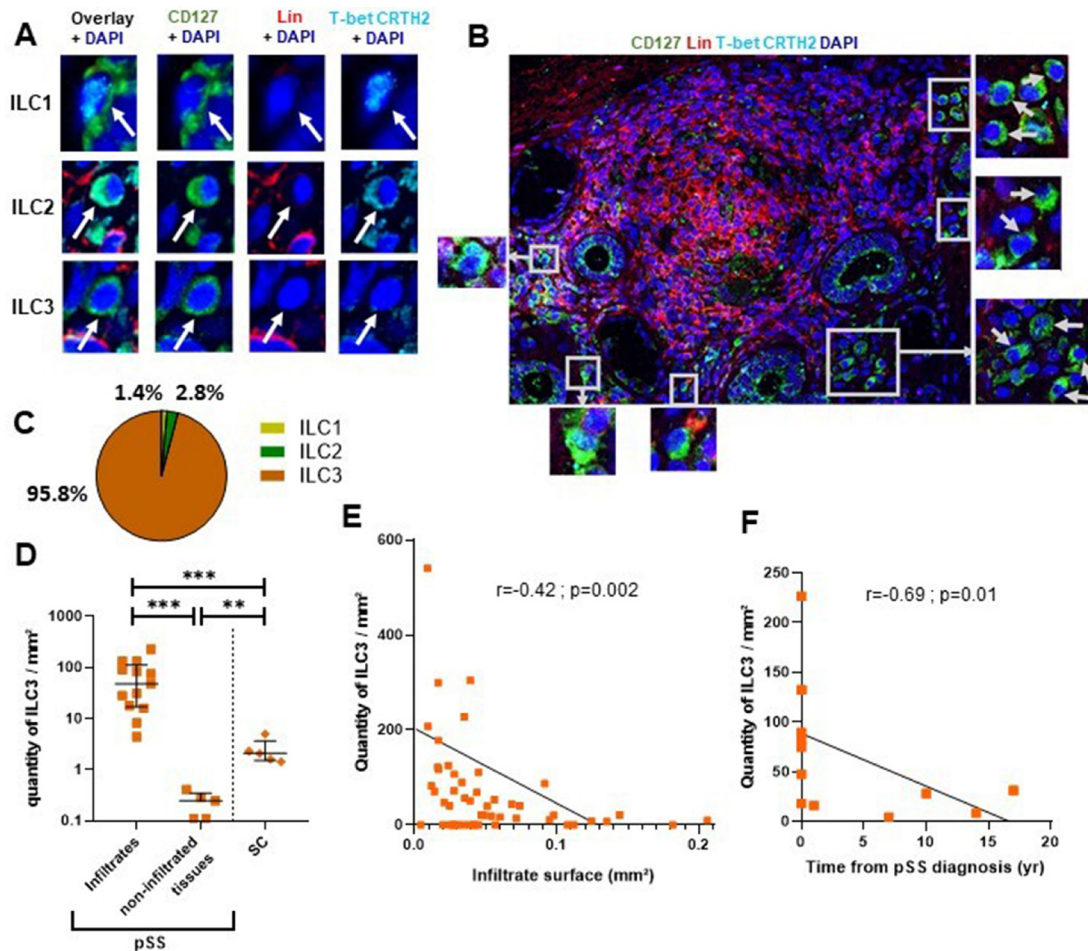 A
Overlay + DAPI
CD127 + DAPI
Lin + DAPI
T-bet CRTH2 + DAPI
ILC1
ILC2
ILC3
B
CD127 Lin T-bet CRTH2 DAPI
C
1.4%
2.8%
95.8%
ILC1
ILC2
ILC3
D
***
*** **
quantity of ILC3 / mm²
1000
100
10
1
0.1
Infiltrates
non-infiltrated
tissues
SC
pSS
E
Quantity of ILC3 / mm²
600
400
200
0
r=-0.42 ; p=0.002
0.0 0.1 0.2
Infiltrate surface (mm²)
F
Quantity of ILC3 / mm²
250
200
150
100
50
0
r=-0.69 ; p=0.01
0 5 10 15 20
Time from pSS diagnosis (yr)